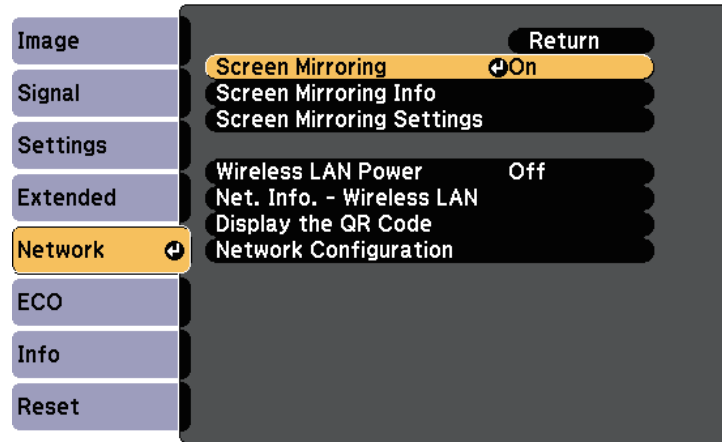 Image
Signal
Settings
Extended
Network
ECO
Info
Reset
Return
Screen Mirroring On
Screen Mirroring Info
Screen Mirroring Settings
Wireless LAN Power Off
Net. Info. - Wireless LAN
Display the QR Code
Network Configuration